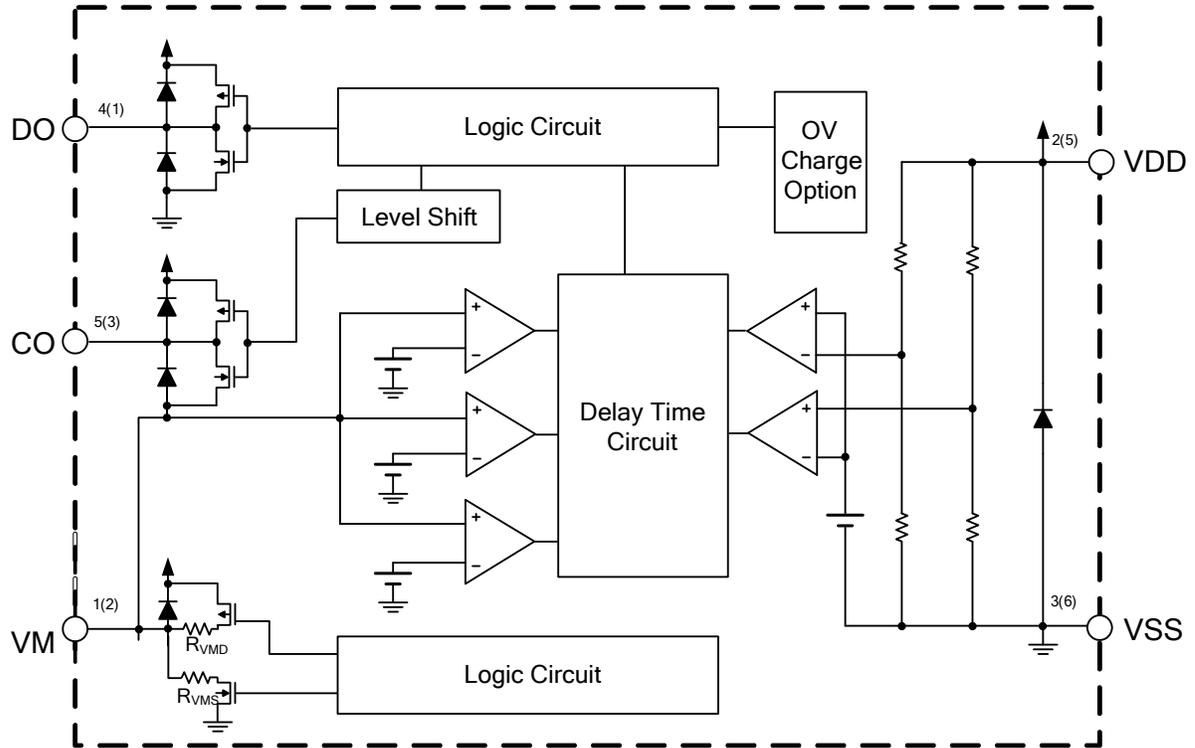 4(1)
DO
Logic Circuit
OV
Charge
Option
2(5)
VDD
Level Shift
5(3)
CO
+
−
+
−
+
−
+
−
+
−
Delay Time
Circuit
1(2)
VM
RVMD
RVMS
Logic Circuit
3(6)
VSS